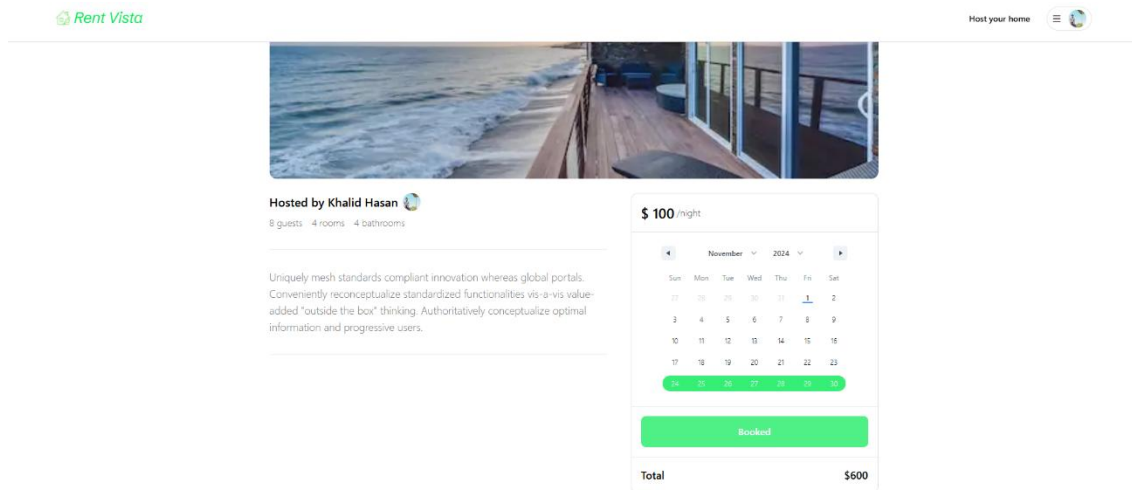 Rent Vista
Host your home
Hosted by Khalid Hasan
8 guests 4 rooms 4 bathrooms
Uniquely mesh standards compliant innovation whereas global portals.
Conveniently reconceptualize standardized functionalities vis-a-vis value-
added "outside the box" thinking. Authoritatively conceptualize optimal
information and progressive users.
$ 100 /night
November 2024
Sun Mon Tue Wed Thu Fri Sat
27 28 29 30 31 1 2
3 4 5 6 7 8 9
10 11 12 13 14 15 16
17 18 19 20 21 22 23
24 25 26 27 28 29 30
Booked
Total $600